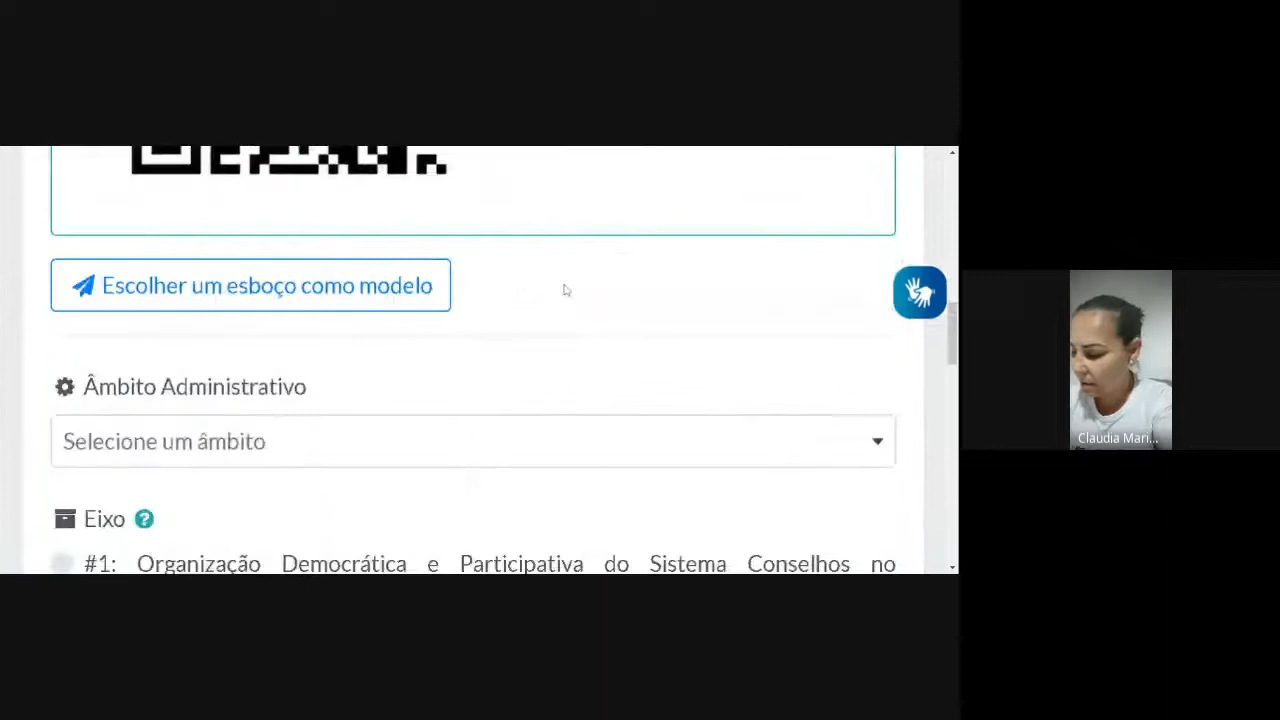 Escolher um esboço como modelo
Âmbito Administrativo
Selecione um âmbito
Eixo ?
#1: Organização Democrática e Participativa do Sistema Conselhos no
Claudia Mari...